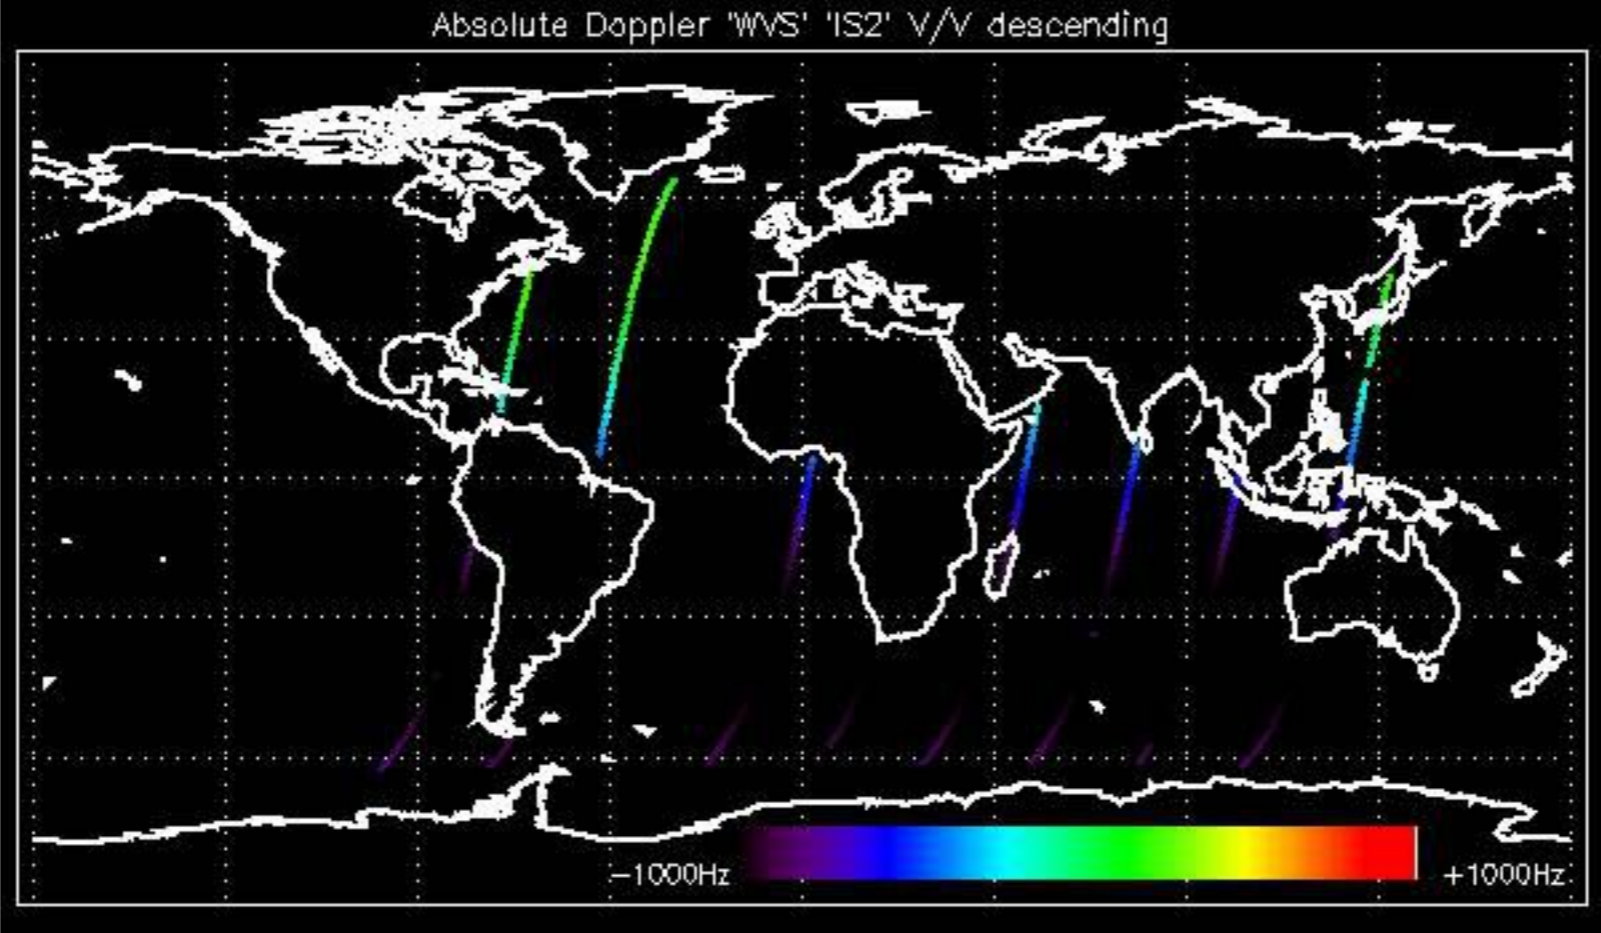 Absolute Doppler 'WVS' 'IS2' V/V descending
-1000Hz +1000Hz